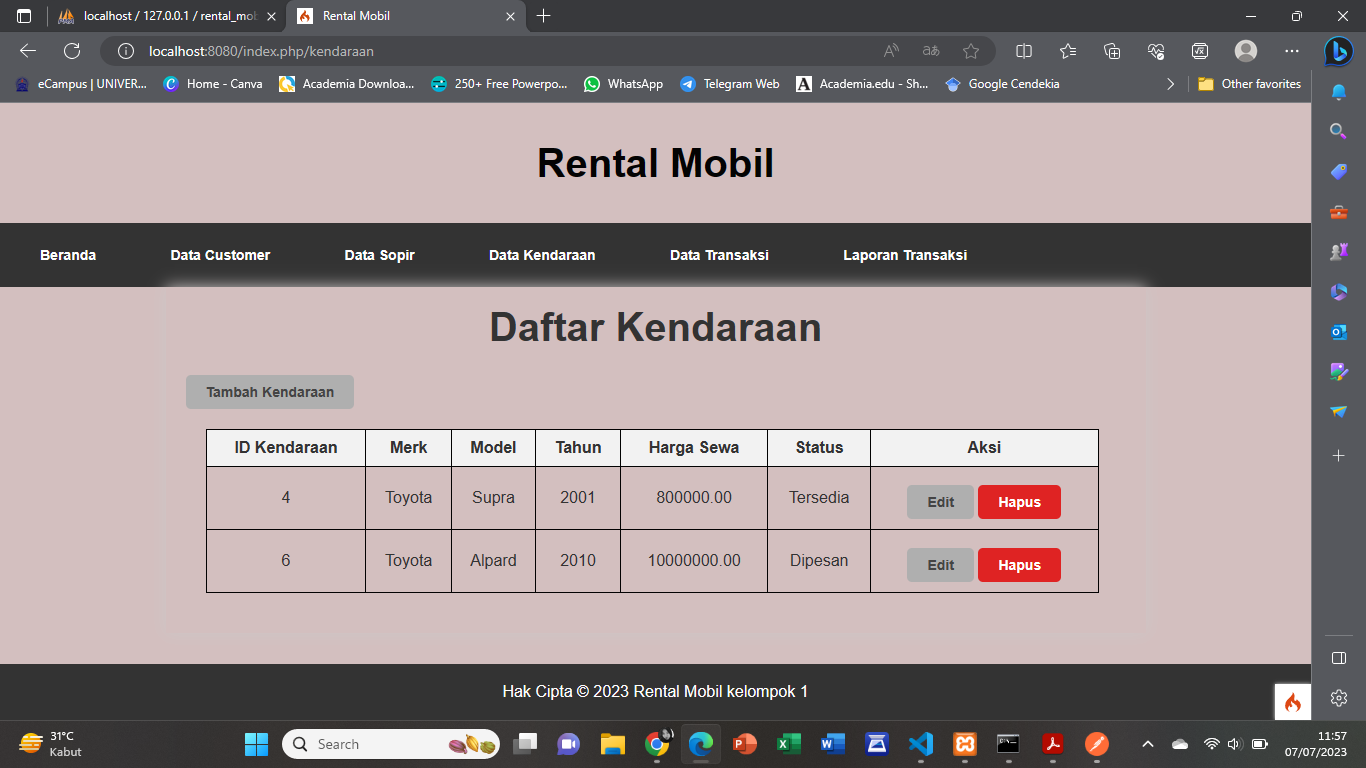 localhost / 127.0.0.1 / rental_mob
Rental Mobil
localhost:8080/index.php/kendaraan
eCampus | UNIVER...
Home - Canva
Academia Downloa...
250+ Free Powerpo...
WhatsApp
Telegram Web
Academia.edu - Sh...
Google Cendekia
Other favorites
Rental Mobil
Beranda Data Customer Data Sopir Data Kendaraan Data Transaksi Laporan Transaksi
Daftar Kendaraan
Tambah Kendaraan
ID Kendaraan Merk Model Tahun Harga Sewa Status Aksi
4 Toyota Supra 2001 800000.00 Tersedia Edit Hapus
6 Toyota Alpard 2010 10000000.00 Dipesan Edit Hapus
Hak Cipta © 2023 Rental Mobil kelompok 1
31°C
Kabut
Search
11:57
07/07/2023